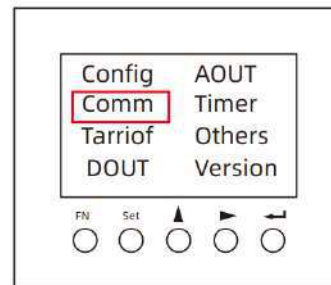 Config AOUT
Comm Timer
Tarriof Others
DOUT Version
FN Set